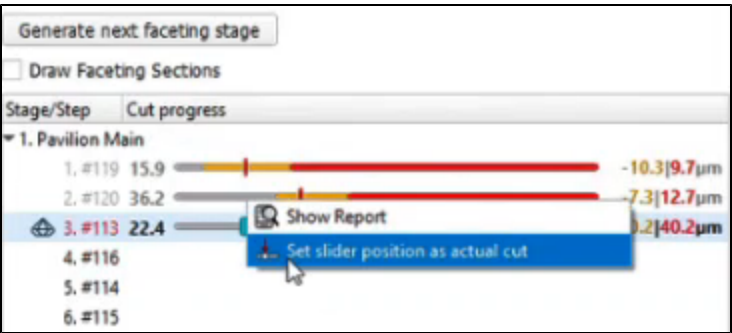 Generate next faceting stage
Draw Faceting Sections
Stage/Step Cut progress
1. Pavilion Main
1. #119 15.9 -10.3|9.7µm
2. #120 36.2 -7.3|12.7µm
Show Report
3. #113 22.4 .2|40.2µm
Set slider position as actual cut
4. #116
5. #114
6. #115